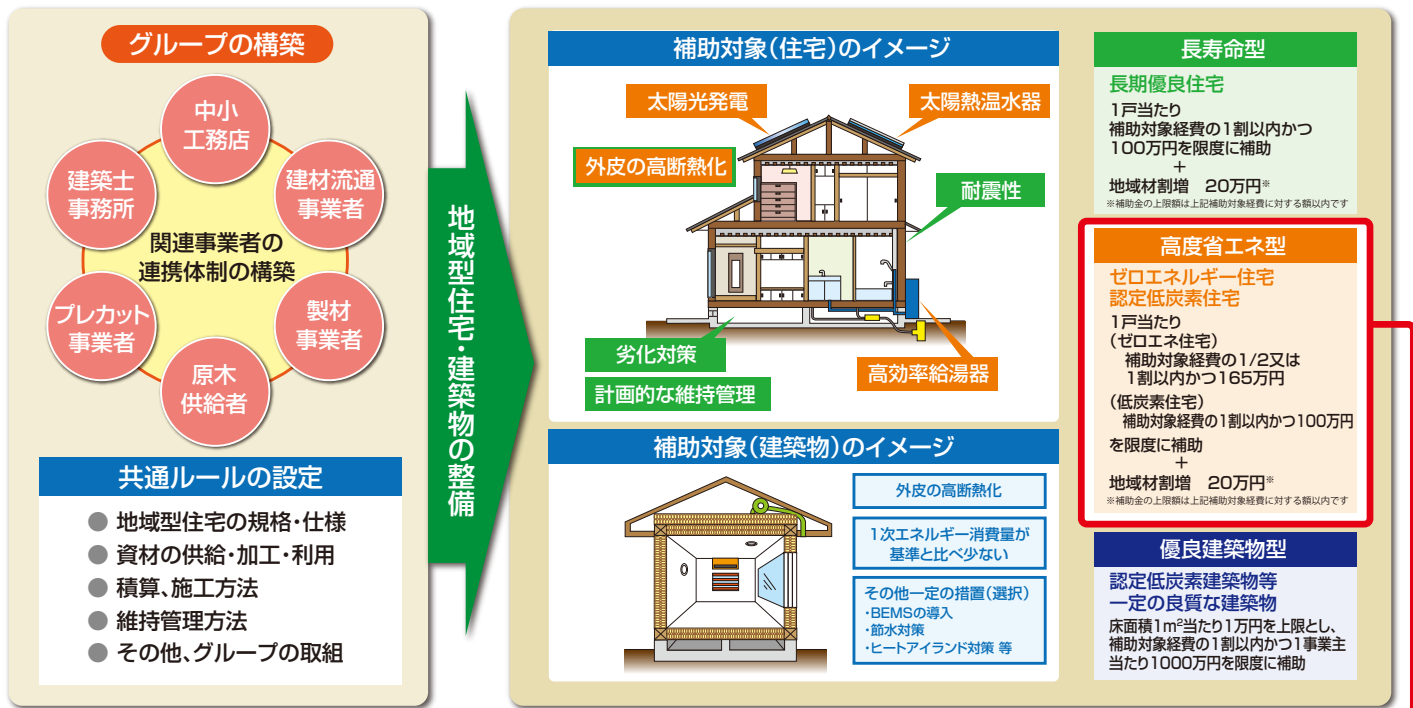 グループの構築
中小
工務店
建築士
事務所
建材流通
事業者
関連事業者の
連携体制の構築
プレカット
事業者
製材
事業者
原木
供給者
共通ルールの設定
● 地域型住宅の規格・仕様
● 資材の供給・加工・利用
● 積算、施工方法
● 維持管理方法
● その他、グループの取組
地域型住宅・建築物の整備
補助対象(住宅)のイメージ
太陽光発電
太陽熱温水器
外皮の高断熱化
耐震性
劣化対策
計画的な維持管理
高効率給湯器
補助対象(建築物)のイメージ
外皮の高断熱化
1次エネルギー消費量が
基準と比べ少ない
その他一定の措置(選択)
・BEMSの導入
・節水対策
・ヒートアイランド対策 等
長寿命型
長期優良住宅
1戸当たり
補助対象経費の1割以内かつ
100万円を限度に補助
+
地域材割増 20万円※
※補助金の上限額は上記補助対象経費に対する額以内です
高度省エネ型
ゼロエネルギー住宅
認定低炭素住宅
1戸当たり
(ゼロエネ住宅)
補助対象経費の1/2又は
1割以内かつ165万円
(低炭素住宅)
補助対象経費の1割以内かつ100万円
を限度に補助
+
地域材割増 20万円※
※補助金の上限額は上記補助対象経費に対する額以内です
優良建築物型
認定低炭素建築物等
一定の良質な建築物
床面積1m²当たり1万円を上限とし、
補助対象経費の1割以内かつ1事業主
当たり1000万円を限度に補助